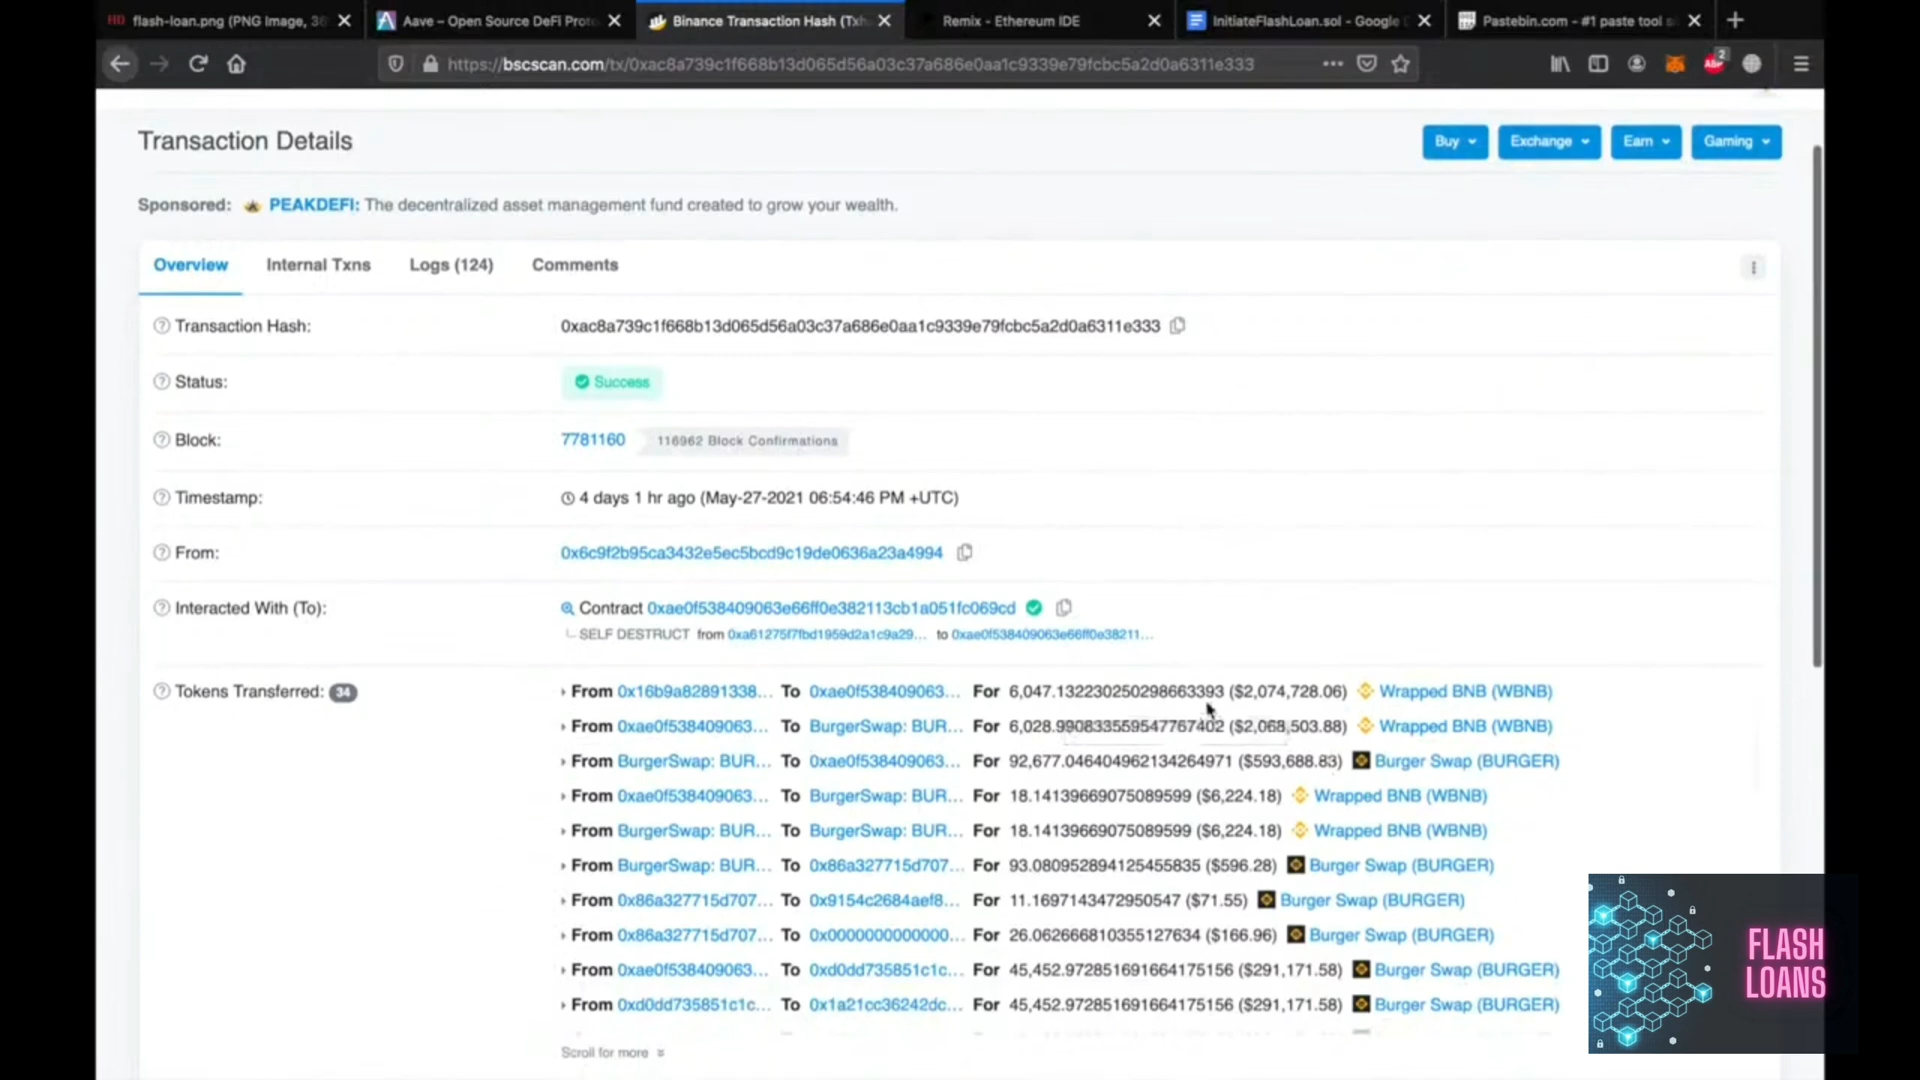 flash-loan.png (PNG Image, 36
Aave – Open Source DeFi Prot
Binance Transaction Hash (Txh
Remix - Ethereum IDE
InitiateFlashLoan.sol - Google
Pastebin.com - #1 paste tool
https://bscscan.com/tx/0xac8a739c1f668b13d065d56a03c37a686e0aa1c9339e79fcbc5a2d0a6311e333
ABP
2
Transaction Details
Buy
Exchange
Earn
Gaming
Sponsored: PEAKDEFI: The decentralized asset management fund created to grow your wealth.
Overview
Internal Txns
Logs (124)
Comments
Transaction Hash: 0xac8a739c1f668b13d065d56a03c37a686e0aa1c9339e79fcbc5a2d0a6311e333
Status: Success
Block: 7781160 116962 Block Confirmations
Timestamp: 4 days 1 hr ago (May-27-2021 06:54:46 PM +UTC)
From: 0x6c9f2b95ca3432e5ec5bcd9c19de0636a23a4994
Interacted With (To): Contract 0xae0f538409063e66ff0e382113cb1a051fc069cd
SELF DESTRUCT from 0xa61275f7fbd1959d2a1c9a29... to 0xae0f538409063e66ff0e38211...
Tokens Transferred: 34
From 0x16b9a82891338... To 0xae0f538409063... For 6,047.132230250298663393 ($2,074,728.06) Wrapped BNB (WBNB)
From 0xae0f538409063... To BurgerSwap: BUR... For 6,028.990833559547767402 ($2,068,503.88) Wrapped BNB (WBNB)
From BurgerSwap: BUR... To 0xae0f538409063... For 92,677.046404962134264971 ($593,688.83) Burger Swap (BURGER)
From 0xae0f538409063... To BurgerSwap: BUR... For 18.14139669075089599 ($6,224.18) Wrapped BNB (WBNB)
From BurgerSwap: BUR... To BurgerSwap: BUR... For 18.14139669075089599 ($6,224.18) Wrapped BNB (WBNB)
From BurgerSwap: BUR... To 0x86a327715d707... For 93.080952894125455835 ($596.28) Burger Swap (BURGER)
From 0x86a327715d707... To 0x9154c2684aef8... For 11.1697143472950547 ($71.55) Burger Swap (BURGER)
From 0x86a327715d707... To 0x0000000000000... For 26.062666810355127634 ($166.96) Burger Swap (BURGER)
From 0xae0f538409063... To 0xd0dd735851c1c... For 45,452.972851691664175156 ($291,171.58) Burger Swap (BURGER)
From 0xd0dd735851c1c... To 0x1a21cc36242dc... For 45,452.972851691664175156 ($291,171.58) Burger Swap (BURGER)
Scroll for more
FLASH
LOANS